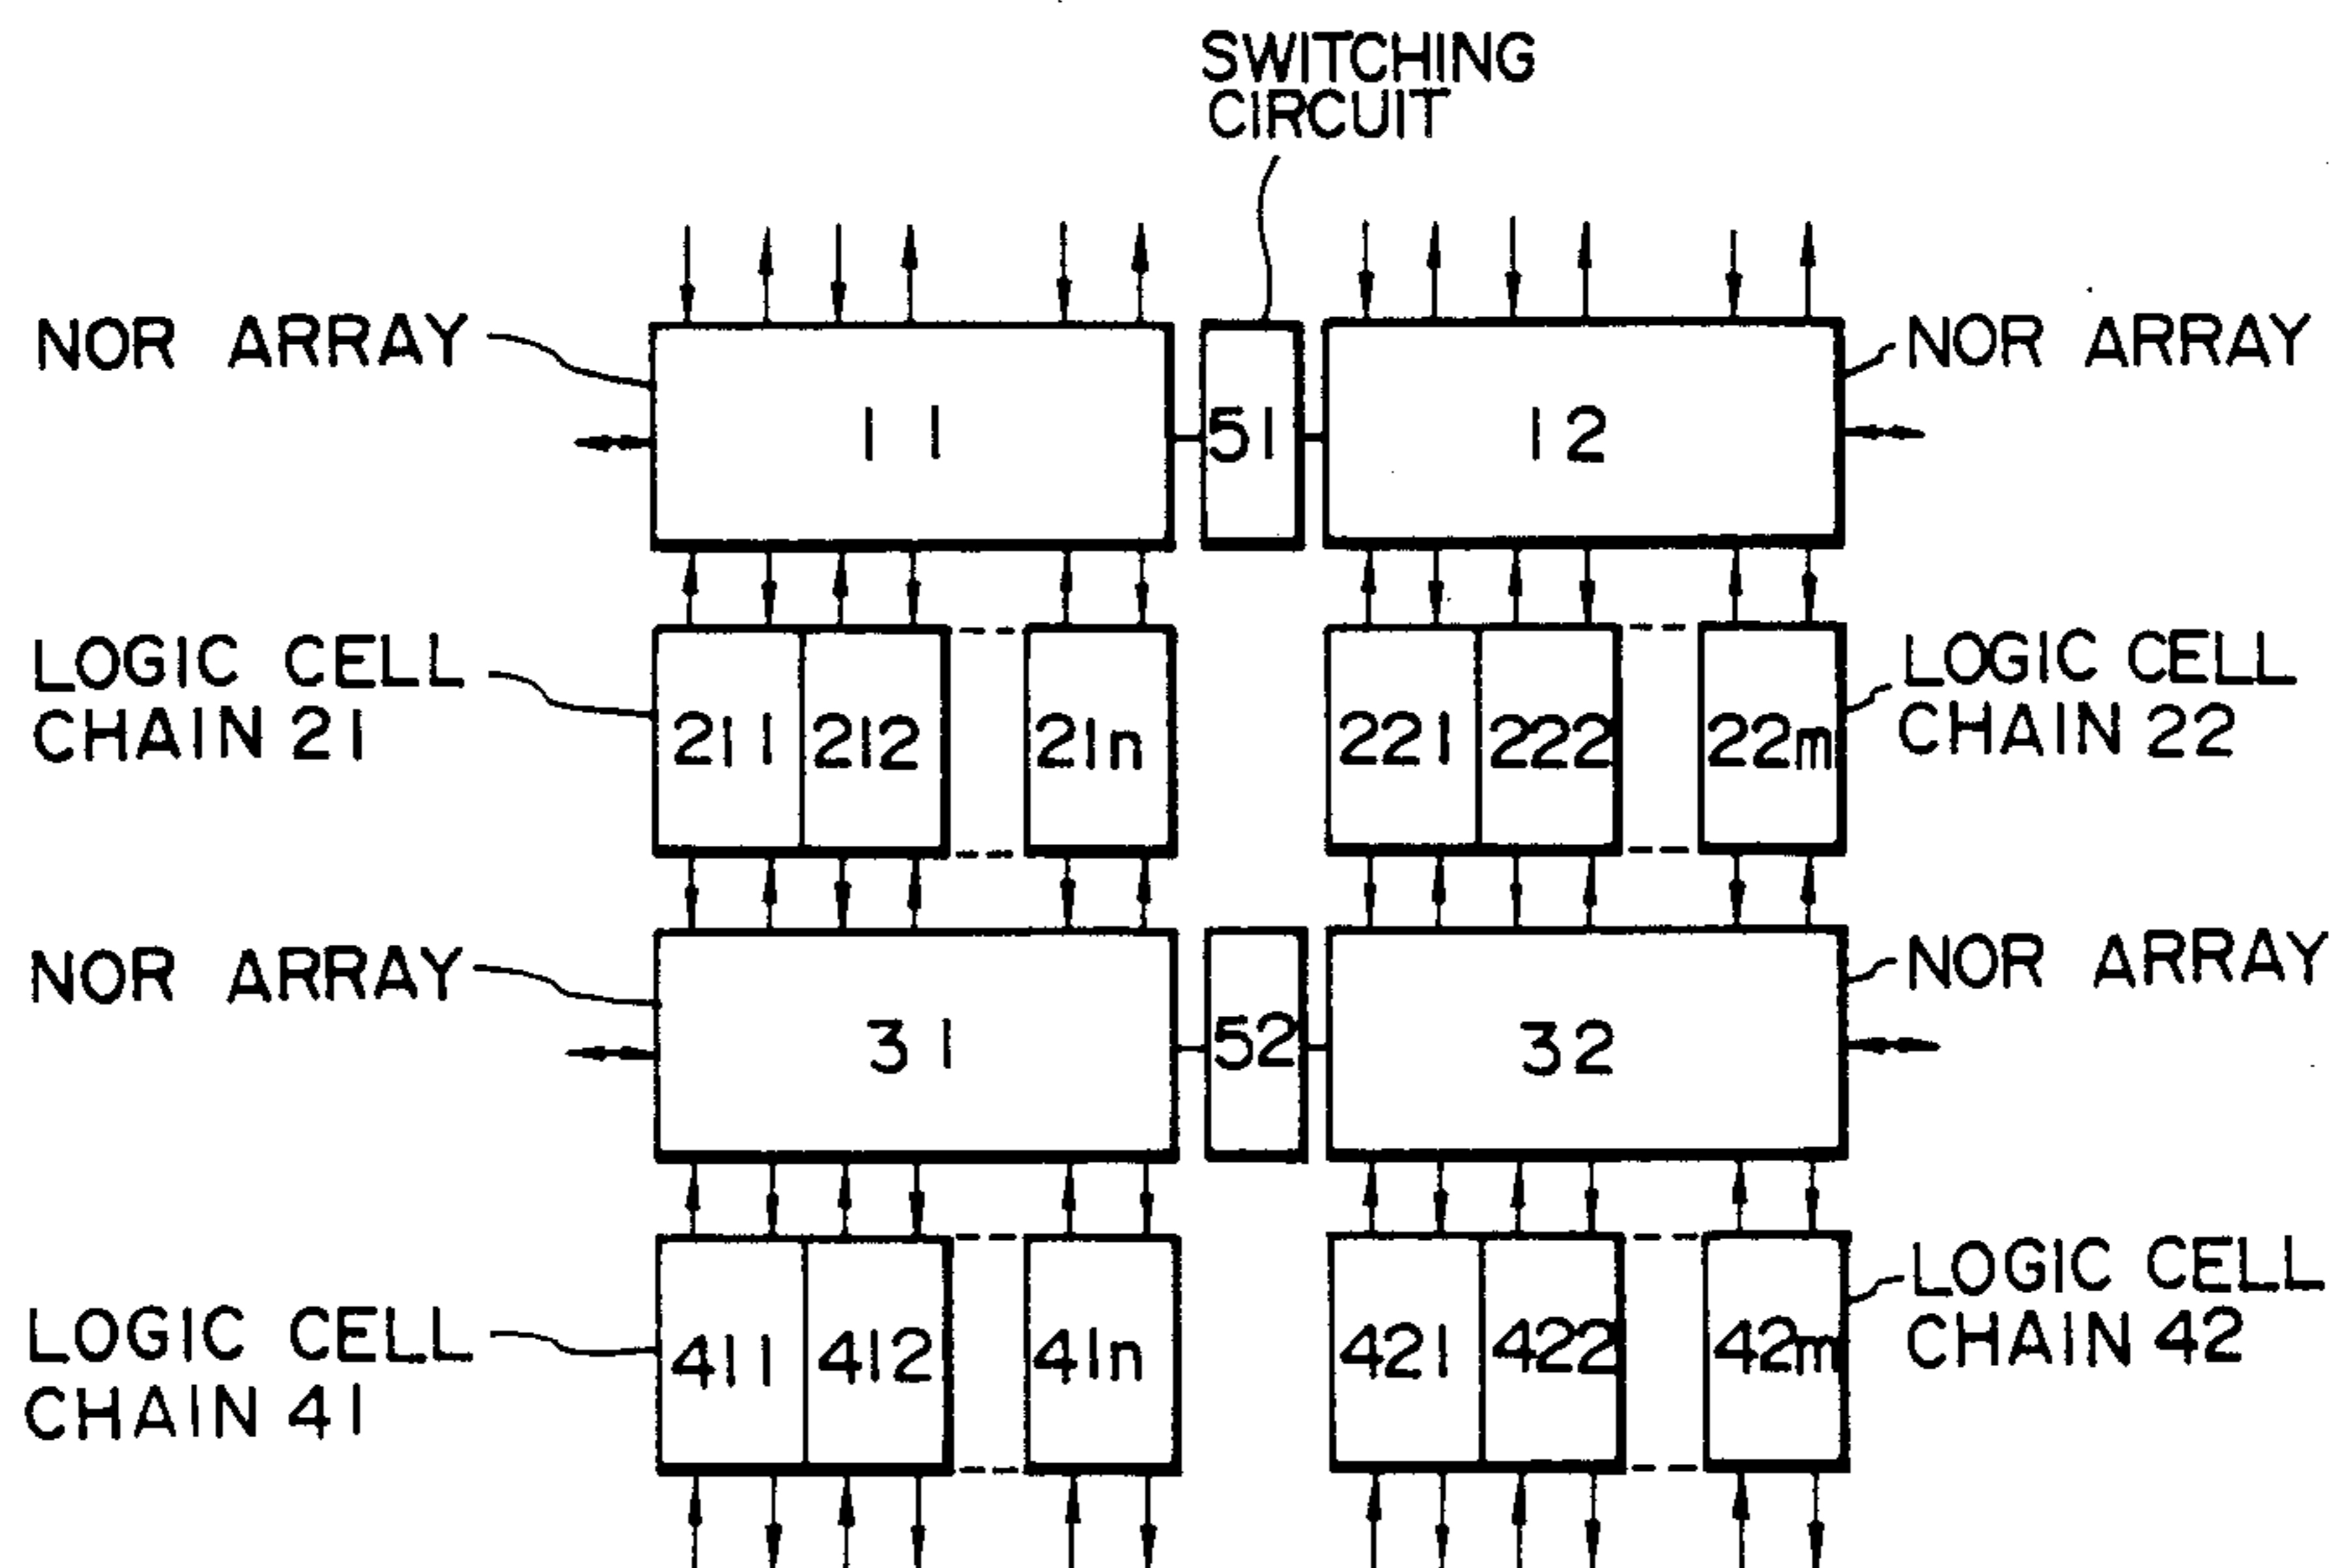 SWITCHING
CIRCUIT
NOR ARRAY
11
51
12
NOR ARRAY
LOGIC CELL
CHAIN 21
211
212
21n
221
222
22m
LOGIC CELL
CHAIN 22
NOR ARRAY
31
52
32
NOR ARRAY
LOGIC CELL
CHAIN 41
411
412
41n
421
422
42m
LOGIC CELL
CHAIN 42